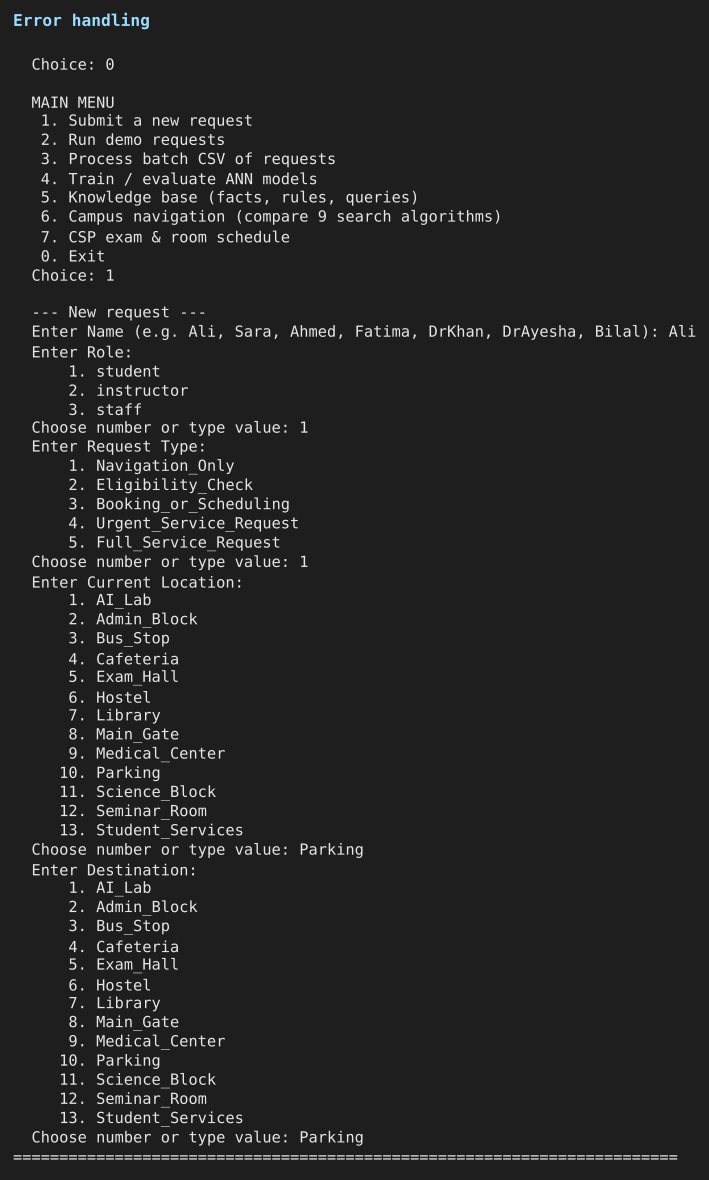 Error handling
Choice: 0
MAIN MENU
1. Submit a new request
2. Run demo requests
3. Process batch CSV of requests
4. Train / evaluate ANN models
5. Knowledge base (facts, rules, queries)
6. Campus navigation (compare 9 search algorithms)
7. CSP exam & room schedule
0. Exit
Choice: 1
--- New request ---
Enter Name (e.g. Ali, Sara, Ahmed, Fatima, DrKhan, DrAyesha, Bilal): Ali
Enter Role:
1. student
2. instructor
3. staff
Choose number or type value: 1
Enter Request Type:
1. Navigation_Only
2. Eligibility_Check
3. Booking_or_Scheduling
4. Urgent_Service_Request
5. Full_Service_Request
Choose number or type value: 1
Enter Current Location:
1. AI_Lab
2. Admin_Block
3. Bus_Stop
4. Cafeteria
5. Exam_Hall
6. Hostel
7. Library
8. Main_Gate
9. Medical_Center
10. Parking
11. Science_Block
12. Seminar_Room
13. Student_Services
Choose number or type value: Parking
Enter Destination:
1. AI_Lab
2. Admin_Block
3. Bus_Stop
4. Cafeteria
5. Exam_Hall
6. Hostel
7. Library
8. Main_Gate
9. Medical_Center
10. Parking
11. Science_Block
12. Seminar_Room
13. Student_Services
Choose number or type value: Parking
========================================================================